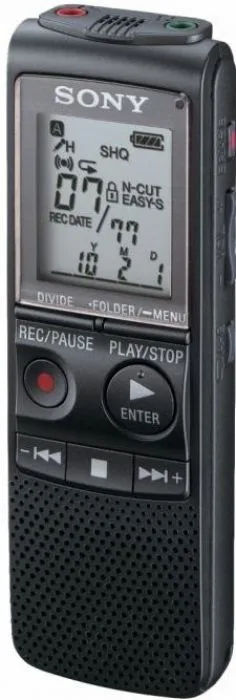 SONY
A
H SHQ
07 N-CUT
EASY-S
REC DATE / 77
Y M D
10 2 1
DIVIDE •FOLDER/—MENU
REC/PAUSE PLAY/STOP
ENTER